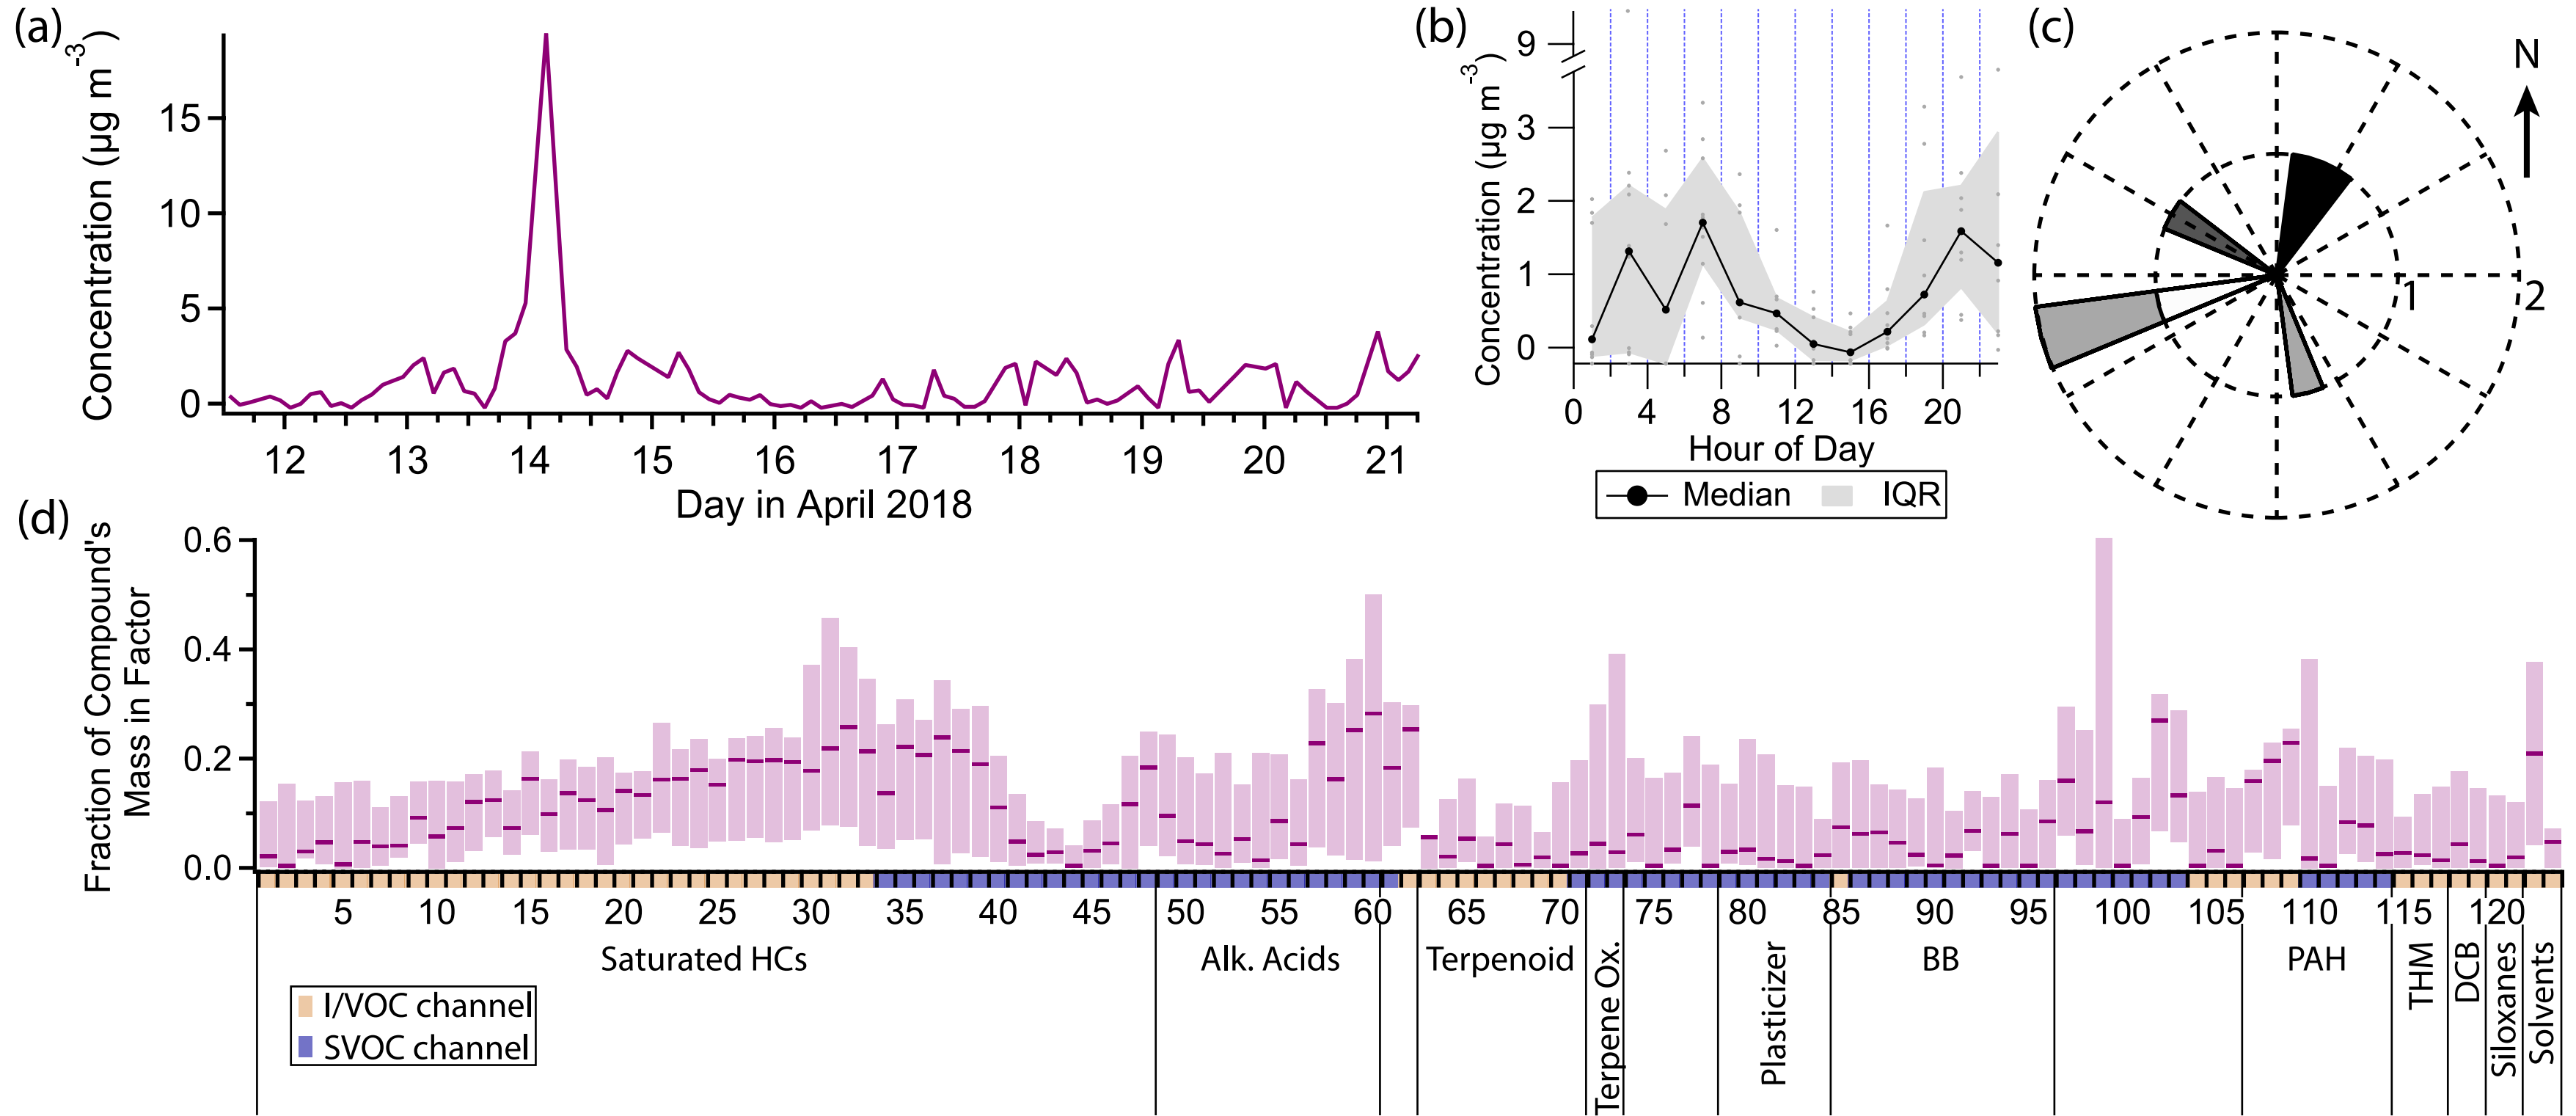 (a)
Concentration (µg m-3)
15
10
5
0
12 13 14 15 16 17 18 19 20 21
Day in April 2018
(b)
Concentration (µg m-3)
9
3
2
1
0
0 4 8 12 16 20
Hour of Day
Median IQR
(c)
N
1 2
(d)
Fraction of Compound's
Mass in Factor
0.6
0.4
0.2
0.0
5 10 15 20 25 30 35 40 45 50 55 60 65 70 75 80 85 90 95 100 105 110 115 120
Saturated HCs
Alk. Acids
Terpenoid
Terpene Ox.
Plasticizer
BB
PAH
THM
DCB
Siloxanes
Solvents
I/VOC channel
SVOC channel